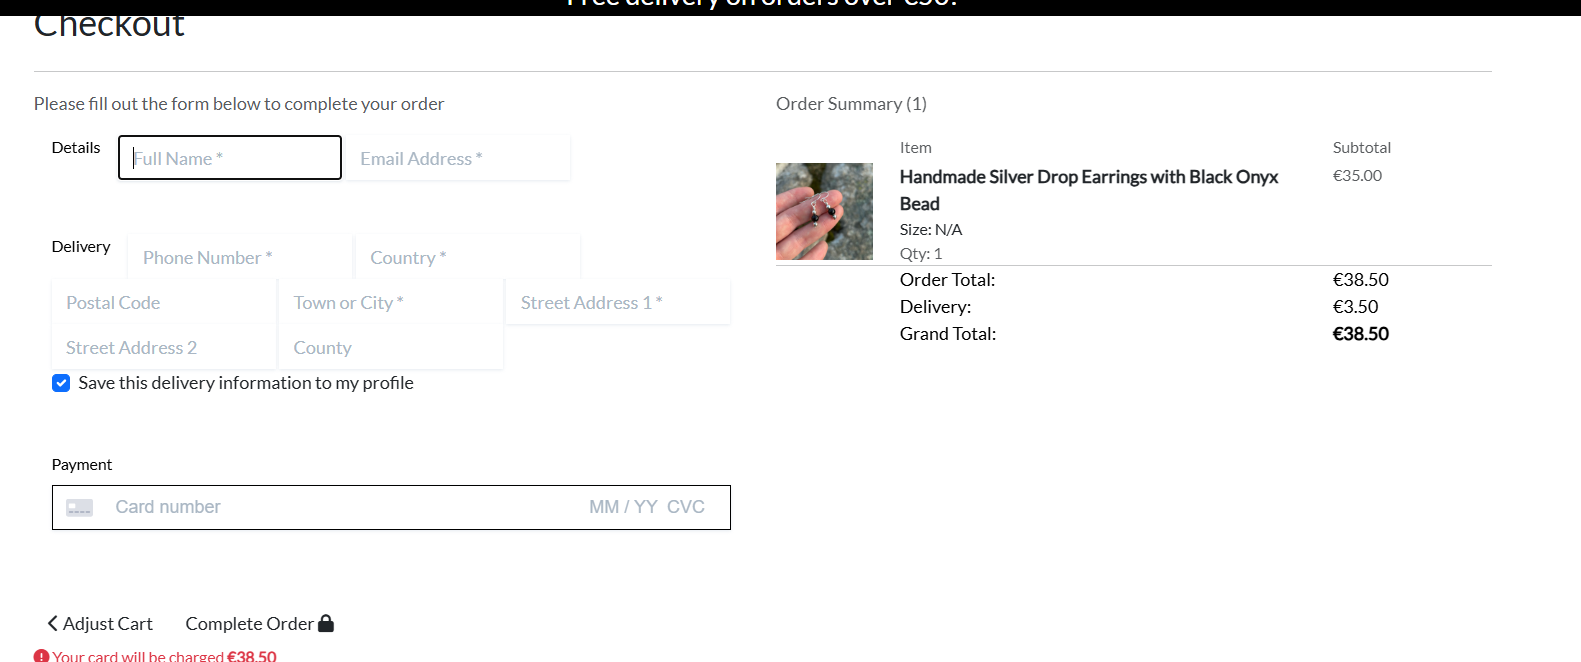 Free delivery on orders over €50!
Checkout
Please fill out the form below to complete your order
Details
Full Name *
Email Address *
Delivery
Phone Number *
Country *
Postal Code
Town or City *
Street Address 1 *
Street Address 2
County
Save this delivery information to my profile
Payment
Card number
MM / YY CVC
Adjust Cart
Complete Order
Your card will be charged €38.50
Order Summary (1)
Item
Subtotal
Handmade Silver Drop Earrings with Black Onyx
€35.00
Bead
Size: N/A
Qty: 1
Order Total:
€38.50
Delivery:
€3.50
Grand Total:
€38.50